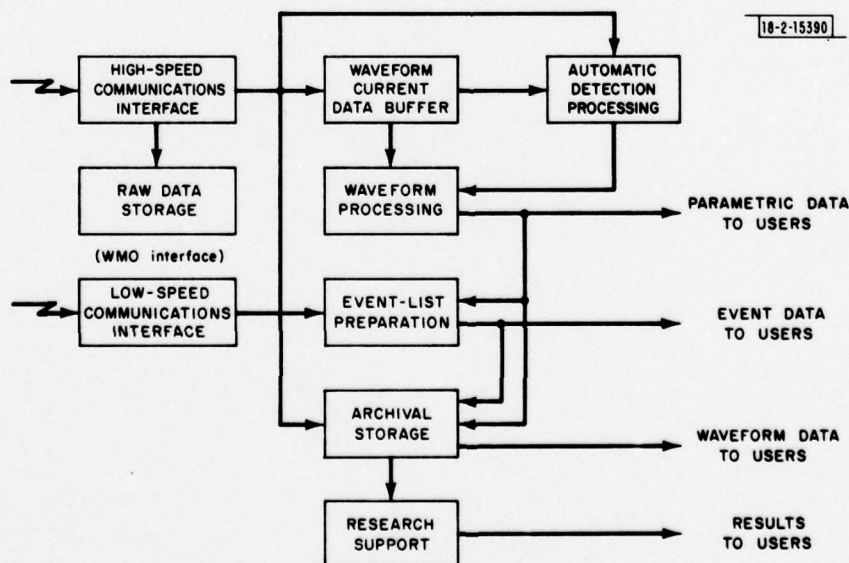 18-2-15390
HIGH-SPEED
COMMUNICATIONS
INTERFACE
WAVEFORM
CURRENT
DATA BUFFER
AUTOMATIC
DETECTION
PROCESSING
RAW DATA
STORAGE
WAVEFORM
PROCESSING
PARAMETRIC DATA
TO USERS
(WMO interface)
LOW-SPEED
COMMUNICATIONS
INTERFACE
EVENT-LIST
PREPARATION
EVENT DATA
TO USERS
ARCHIVAL
STORAGE
WAVEFORM DATA
TO USERS
RESEARCH
SUPPORT
RESULTS
TO USERS